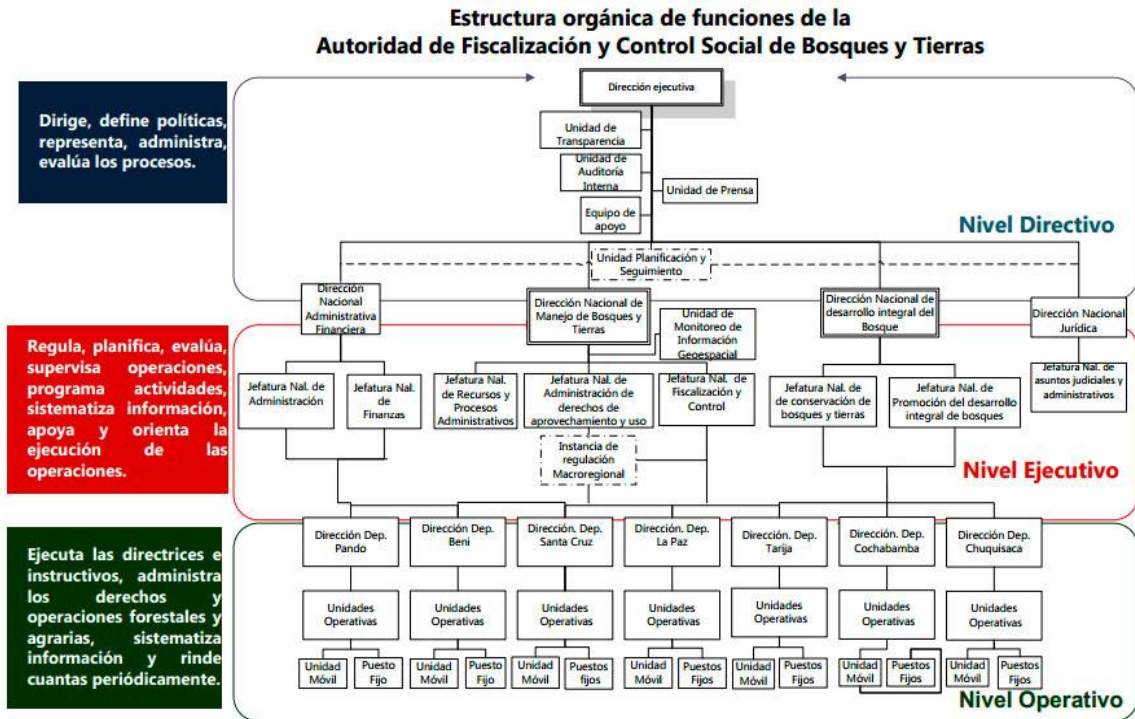 Estructura orgánica de funciones de la
Autoridad de Fiscalización y Control Social de Bosques y Tierras
Dirige, define políticas,
representa, administra,
evalúa los procesos.
Dirección ejecutiva
Unidad de
Transparencia
Unidad de
Auditoría
Interna
Unidad de Prensa
Equipo de
apoyo
Nivel Directivo
Unidad Planificación y
Seguimiento
Dirección
Nacional
Administrativa
Financiera
Dirección Nacional de
Manejo de Bosques y
Tierras
Dirección Nacional de
desarrollo integral del
Bosque
Dirección Nacional
Jurídica
Regula, planifica, evalúa,
supervisa operaciones,
programa actividades,
sistematiza información,
apoya y orienta la
ejecución de las
operaciones.
Unidad de
Monitoreo de
Información
Geoespacial
Jefatura Nal. de
Administración
Jefatura Nal.
de
Finanzas
Jefatura Nal.
de Recursos y
Procesos
Administrativos
Jefatura Nal. de
Administración de
derechos de
aprovechamiento y uso
Jefatura Nal. de
Fiscalización y
Control
Jefatura Nal.
de conservación de
bosques y tierras
Jefatura Nal. de
Promoción del desarrollo
integral de bosques
Jefatura Nal. de
asuntos judiciales y
administrativos
Instancia de
regulación
Macroregional
Nivel Ejecutivo
Ejecuta las directrices e
instructivos, administra
los derechos y
operaciones forestales y
agrarias, sistematiza
información y rinde
cuantas periódicamente.
Dirección Dep.
Pando
Dirección Dep.
Beni
Dirección. Dep.
Santa Cruz
Dirección. Dep.
La Paz
Dirección Dep.
Tarija
Dirección. Dep.
Cochabamba
Dirección Dep.
Chuquisaca
Unidades
Operativas
Unidades
Operativas
Unidades
Operativas
Unidades
Operativas
Unidades
Operativas
Unidades
Operativas
Unidades
Operativas
Unidad
Móvil
Puesto
Fijo
Unidad
Móvil
Puesto
Fijo
Unidad
Móvil
Puestos
fijos
Unidad
Móvil
Puestos
Fijos
Unidad
Móvil
Puestos
Fijos
Unidad
Móvil
Puestos
Fijos
Unidad
Móvil
Puestos
Fijos
Nivel Operativo